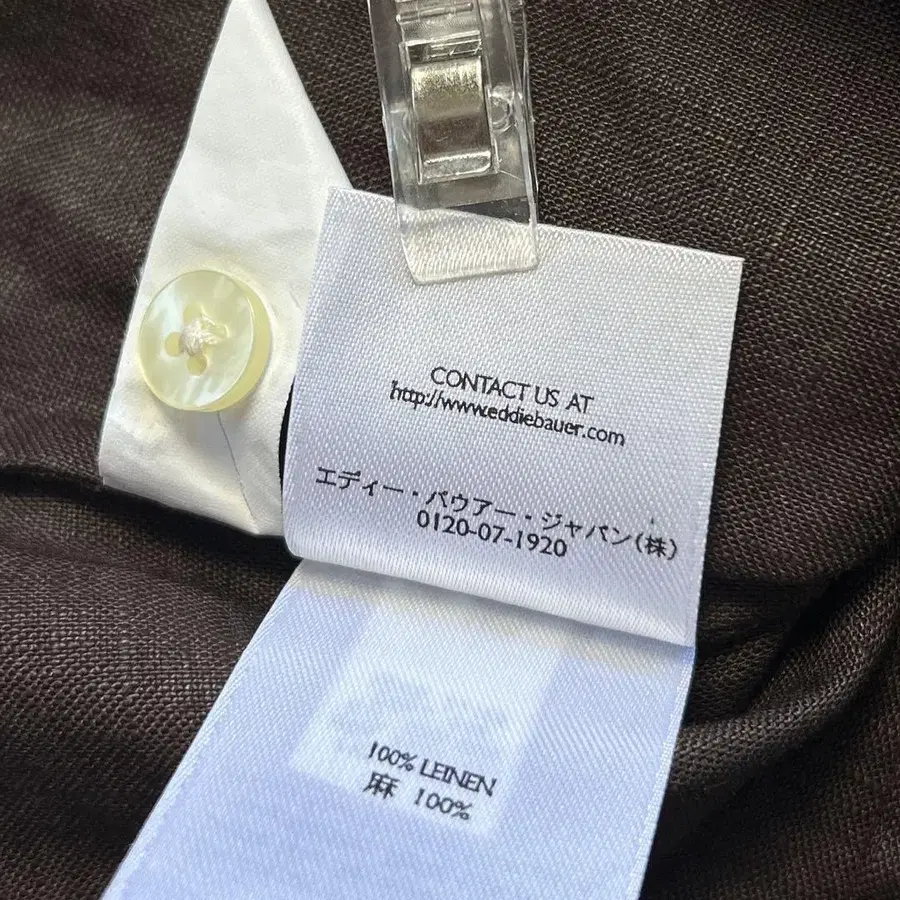 CONTACT US AT
http://www.eddiebauer.com
エディー・バウアー・ジャパン(株)
0120-07-1920
100% LEINEN
麻 100%